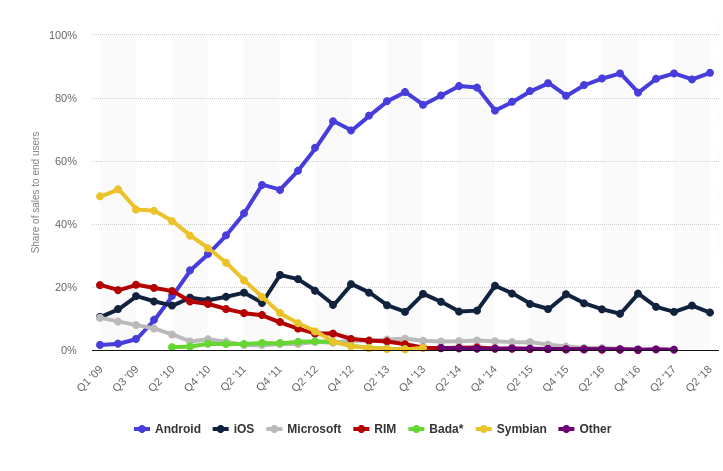 100%
80%
60%
40%
20%
0%
Share of sales to end users
Q1 '09
Q3 '09
Q2 '10
Q4 '10
Q2 '11
Q4 '11
Q2 '12
Q4 '12
Q2 '13
Q4 '13
Q2 '14
Q4 '14
Q2 '15
Q4 '15
Q2 '16
Q4 '16
Q2 '17
Q2 '18
Android iOS Microsoft RIM Bada* Symbian Other